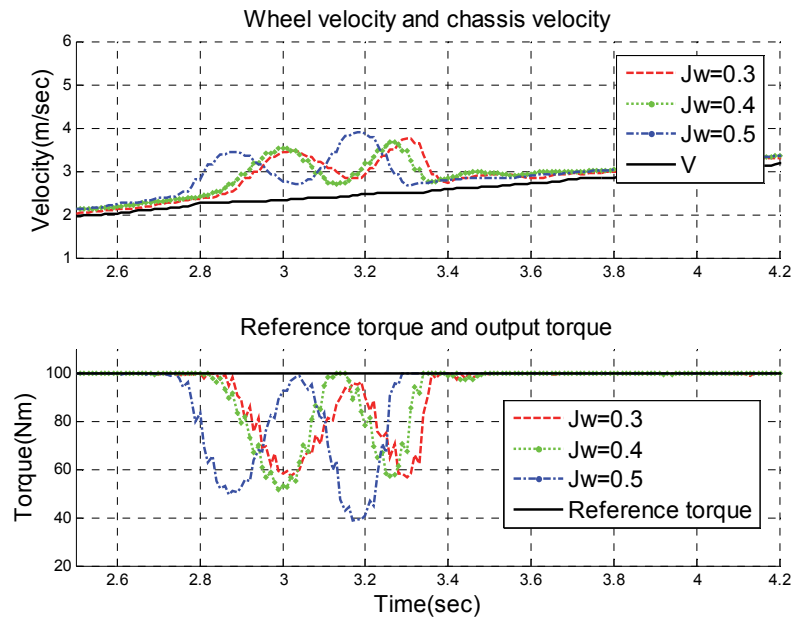 Wheel velocity and chassis velocity
Velocity(m/sec)
6
5
4
3
2
1
Jw=0.3
Jw=0.4
Jw=0.5
V
2.6 2.8 3 3.2 3.4 3.6 3.8 4 4.2
Reference torque and output torque
Torque(Nm)
100
80
60
40
20
Jw=0.3
Jw=0.4
Jw=0.5
Reference torque
2.6 2.8 3 3.2 3.4 3.6 3.8 4 4.2
Time(sec)